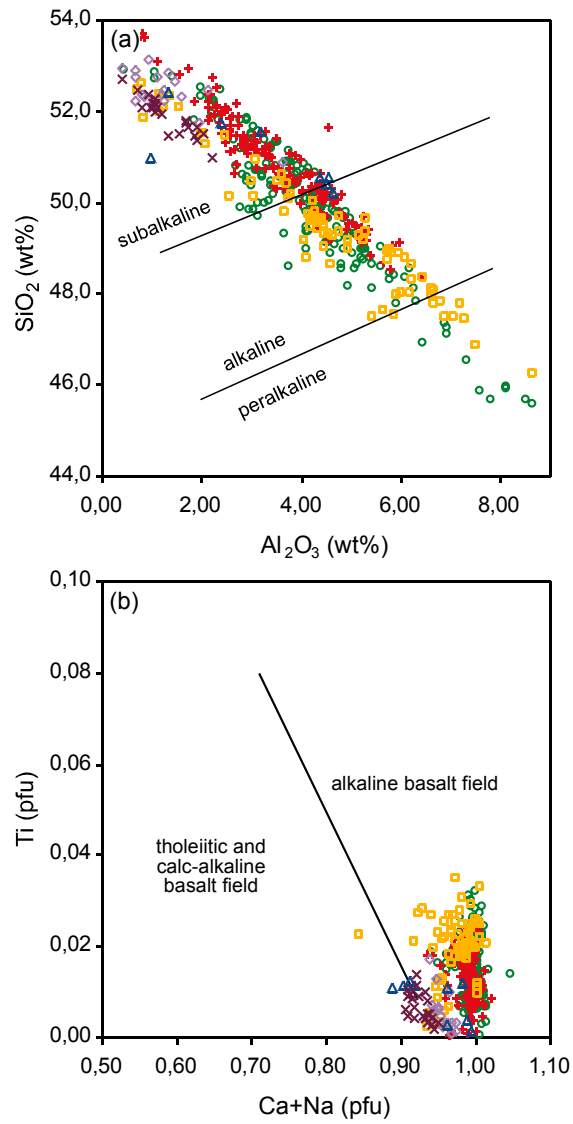 (a)
54,0
52,0
50,0
48,0
46,0
44,0
SiO₂ (wt%)
subalkaline
alkaline
peralkaline
0,00 2,00 4,00 6,00 8,00
Al₂O₃ (wt%)
(b)
0,10
0,08
0,06
0,04
0,02
0,00
Ti (pfu)
alkaline basalt field
tholeiitic and
calc-alkaline
basalt field
0,50 0,60 0,70 0,80 0,90 1,00 1,10
Ca+Na (pfu)